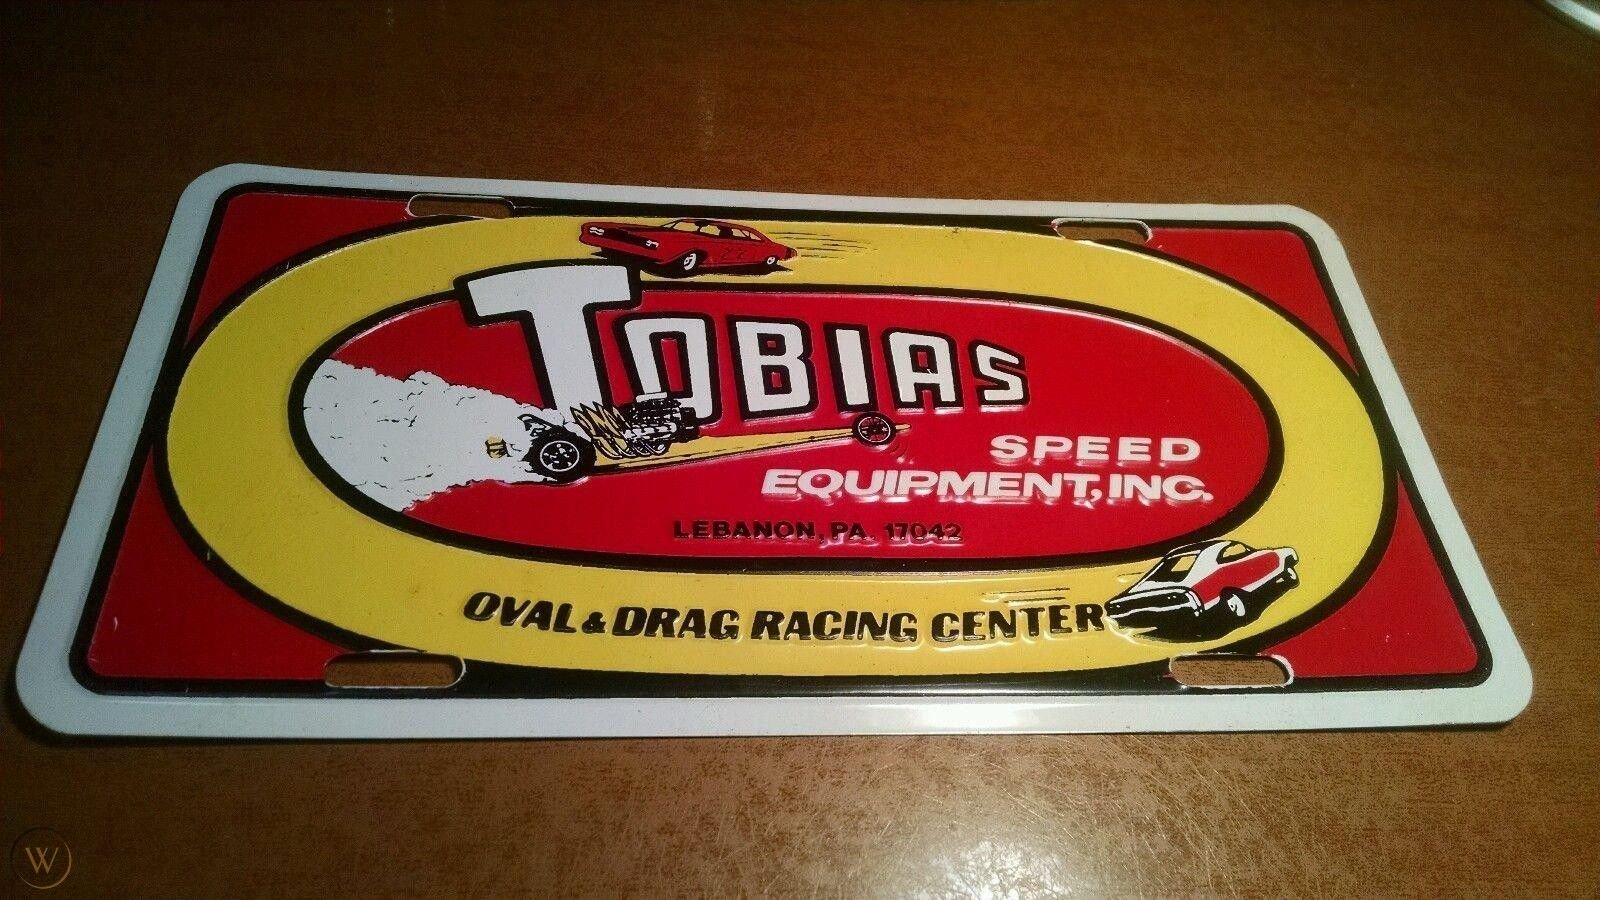 TOBIAS
SPEED
EQUIPMENT, INC.
LEBANON, PA. 17042
OVAL & DRAG RACING CENTER
W